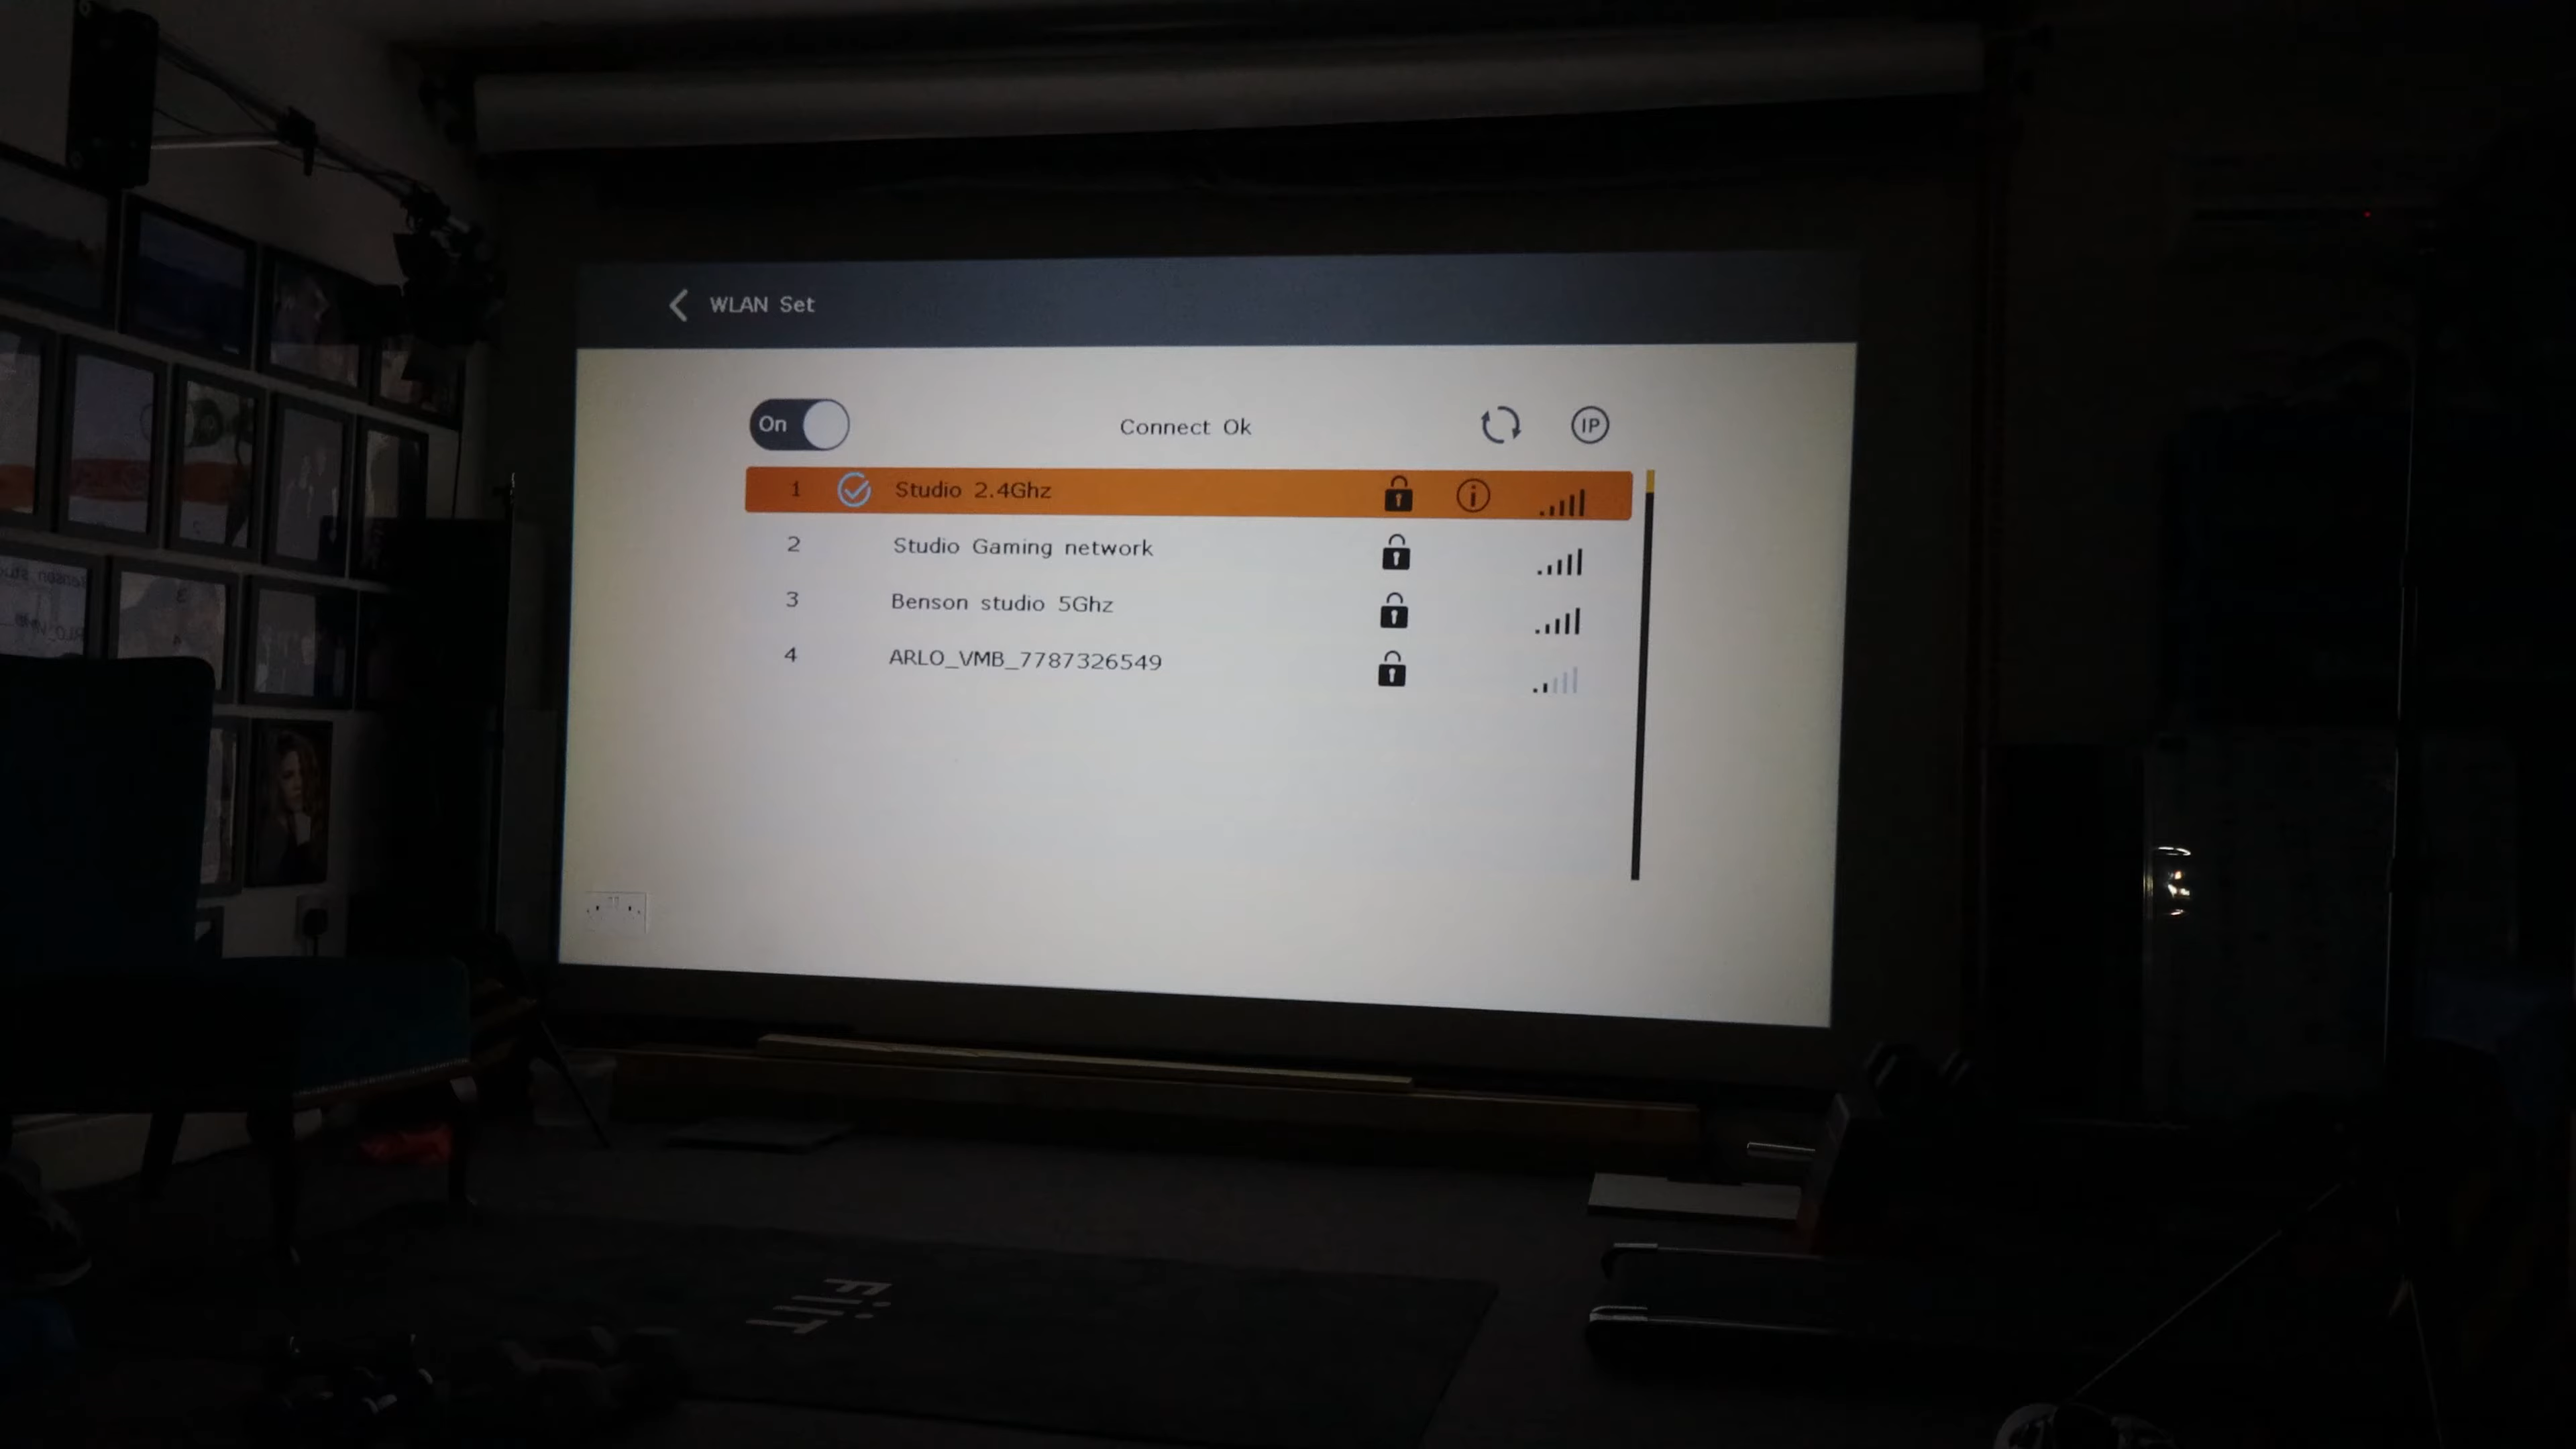 WLAN Set
On
Connect Ok
IP
1 Studio 2.4Ghz
2 Studio Gaming network
3 Benson studio 5Ghz
4 ARLO_VMB_7787326549
FiiT